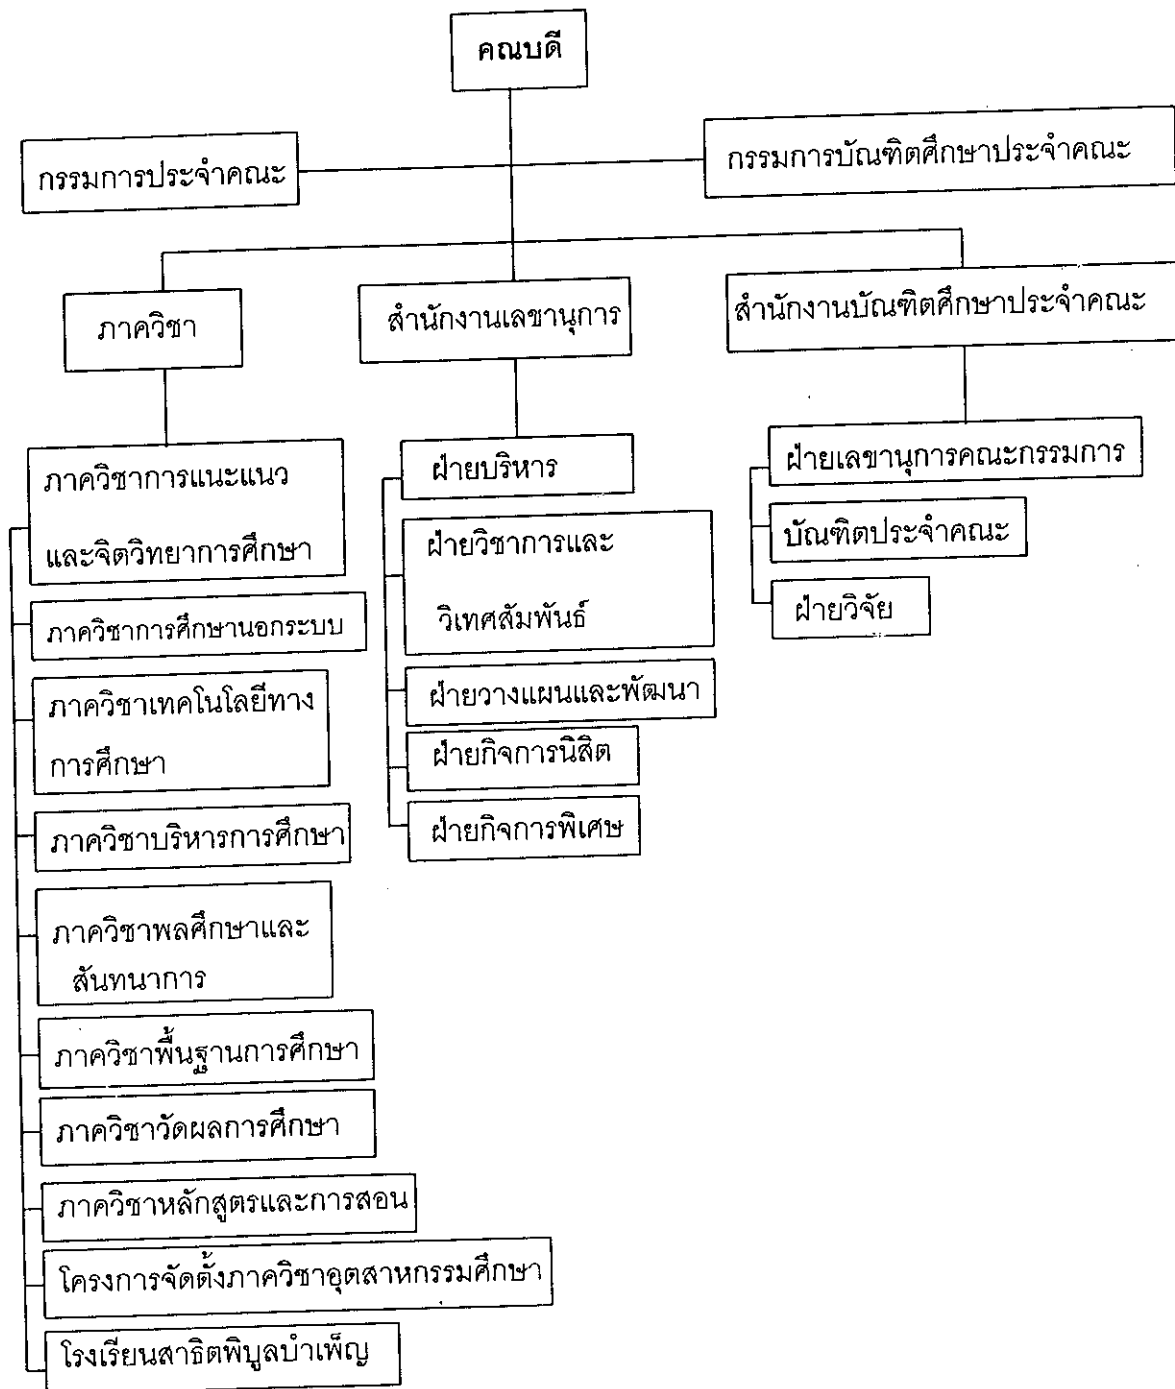 คณบดี
กรรมการประจำคณะ
กรรมการบัณฑิตศึกษาประจำคณะ
ภาควิชา
สำนักงานเลขานุการ
สำนักงานบัณฑิตศึกษาประจำคณะ
ภาควิชาการแนะแนว
และจิตวิทยาการศึกษา
ภาควิชาการศึกษานอกระบบ
ภาควิชาเทคโนโลยีทาง
การศึกษา
ภาควิชาบริหารการศึกษา
ภาควิชาพลศึกษาและ
สันทนาการ
ภาควิชาพื้นฐานการศึกษา
ภาควิชาวัดผลการศึกษา
ภาควิชาหลักสูตรและการสอน
โครงการจัดตั้งภาควิชาอุตสาหกรรมศึกษา
โรงเรียนสาธิตพิบูลบำเพ็ญ
ฝ่ายบริหาร
ฝ่ายวิชาการและ
วิเทศสัมพันธ์
ฝ่ายวางแผนและพัฒนา
ฝ่ายกิจการนิสิต
ฝ่ายกิจการพิเศษ
ฝ่ายเลขานุการคณะกรรมการ
บัณฑิตประจำคณะ
ฝ่ายวิจัย